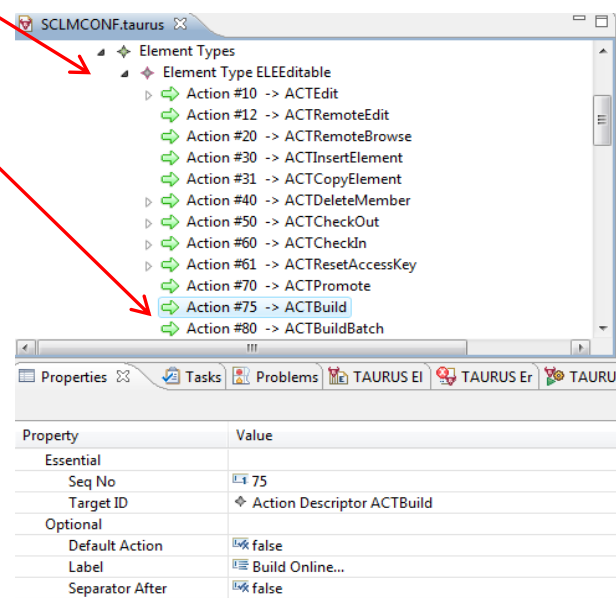 SCLMCONF.taurus
Element Types
Element Type ELEEditable
Action #10 -> ACTEdit
Action #12 -> ACTRemoteEdit
Action #20 -> ACTRemoteBrowse
Action #30 -> ACTInsertElement
Action #31 -> ACTCopyElement
Action #40 -> ACTDeleteMember
Action #50 -> ACTCheckOut
Action #60 -> ACTCheckIn
Action #61 -> ACTResetAccessKey
Action #70 -> ACTPromote
Action #75 -> ACTBuild
Action #80 -> ACTBuildBatch
Properties Tasks Problems TAURUS El TAURUS Er TAURU
Property Value
Essential
Seq No 75
Target ID Action Descriptor ACTBuild
Optional
Default Action false
Label Build Online...
Separator After false